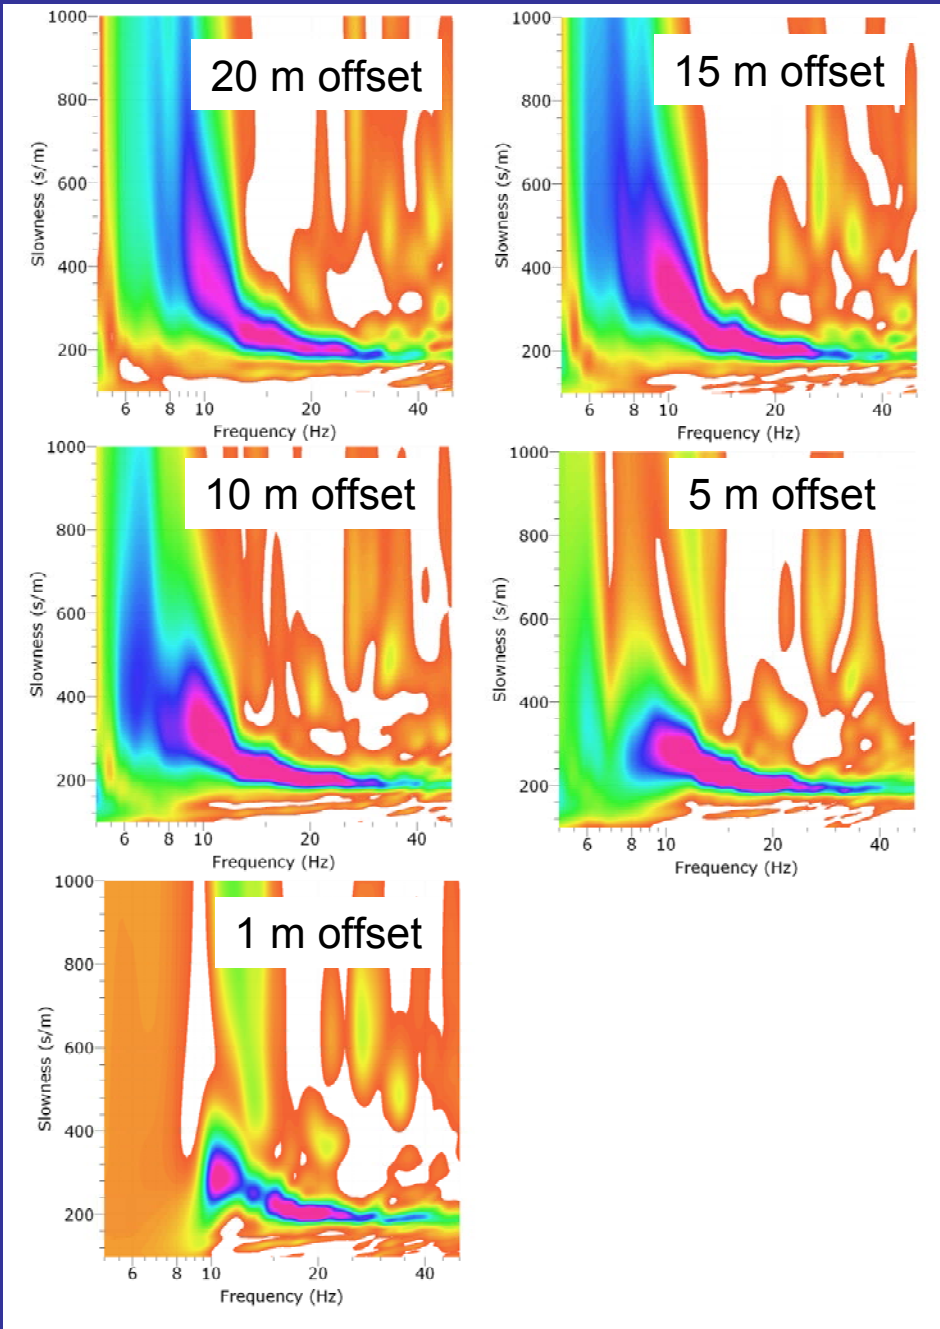 20 m offset
1000
800
600
400
200
Slowness (s/m)
6 8 10 20 40
Frequency (Hz)
15 m offset
1000
800
600
400
200
Slowness (s/m)
6 8 10 20 40
Frequency (Hz)
10 m offset
1000
800
600
400
200
Slowness (s/m)
6 8 10 20 40
Frequency (Hz)
5 m offset
1000
800
600
400
200
Slowness (s/m)
6 8 10 20 40
Frequency (Hz)
1 m offset
1000
800
600
400
200
Slowness (s/m)
6 8 10 20 40
Frequency (Hz)